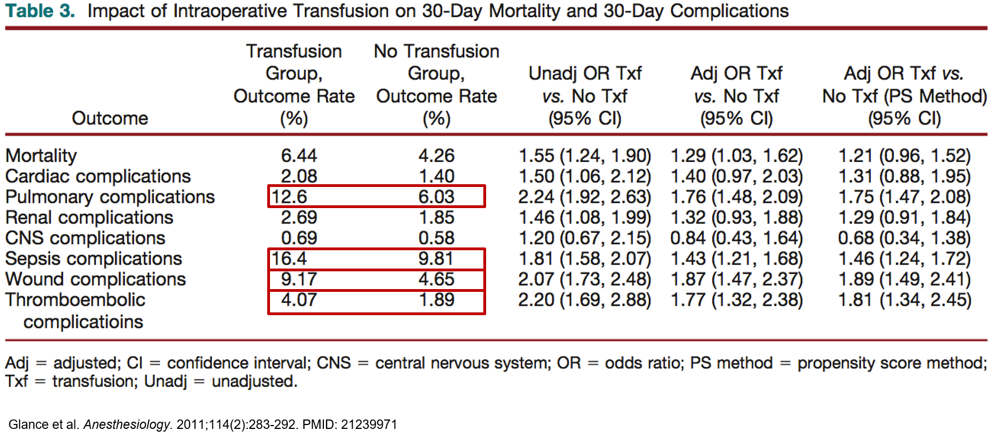 Table 3. Impact of Intraoperative Transfusion on 30-Day Mortality and 30-Day Complications
Transfusion No Transfusion
Group, Group, Unadj OR Txf Adj OR Txf Adj OR Txf vs.
Outcome Rate Outcome Rate vs. No Txf vs. No Txf No Txf (PS Method)
Outcome (%) (%) (95% CI) (95% CI) (95% CI)
Mortality 6.44 4.26 1.55 (1.24, 1.90) 1.29 (1.03, 1.62) 1.21 (0.96, 1.52)
Cardiac complications 2.08 1.40 1.50 (1.06, 2.12) 1.40 (0.97, 2.03) 1.31 (0.88, 1.95)
Pulmonary complications 12.6 6.03 2.24 (1.92, 2.63) 1.76 (1.48, 2.09) 1.75 (1.47, 2.08)
Renal complications 2.69 1.85 1.46 (1.08, 1.99) 1.32 (0.93, 1.88) 1.29 (0.91, 1.84)
CNS complications 0.69 0.58 1.20 (0.67, 2.15) 0.84 (0.43, 1.64) 0.68 (0.34, 1.38)
Sepsis complications 16.4 9.81 1.81 (1.58, 2.07) 1.43 (1.21, 1.68) 1.46 (1.24, 1.72)
Wound complications 9.17 4.65 2.07 (1.73, 2.48) 1.87 (1.47, 2.37) 1.89 (1.49, 2.41)
Thromboembolic 4.07 1.89 2.20 (1.69, 2.88) 1.77 (1.32, 2.38) 1.81 (1.34, 2.45)
complicatioins
Adj = adjusted; CI = confidence interval; CNS = central nervous system; OR = odds ratio; PS method = propensity score method;
Txf = transfusion; Unadj = unadjusted.
Glance et al. Anesthesiology. 2011;114(2):283-292. PMID: 21239971